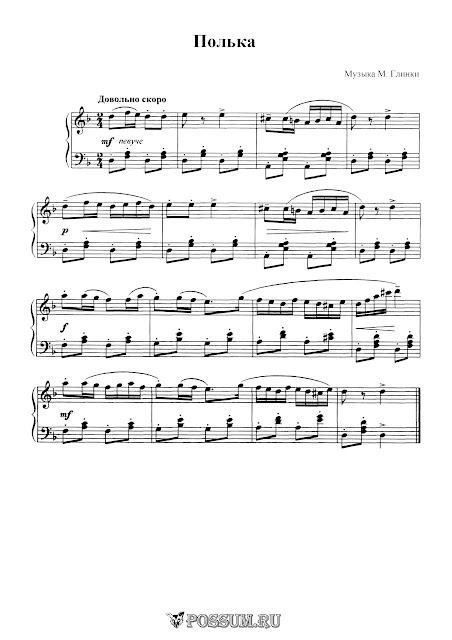 Полька
Музыка М. Глинки
Довольно скоро
mf певуче
p
f
mf
POSSUM.RU